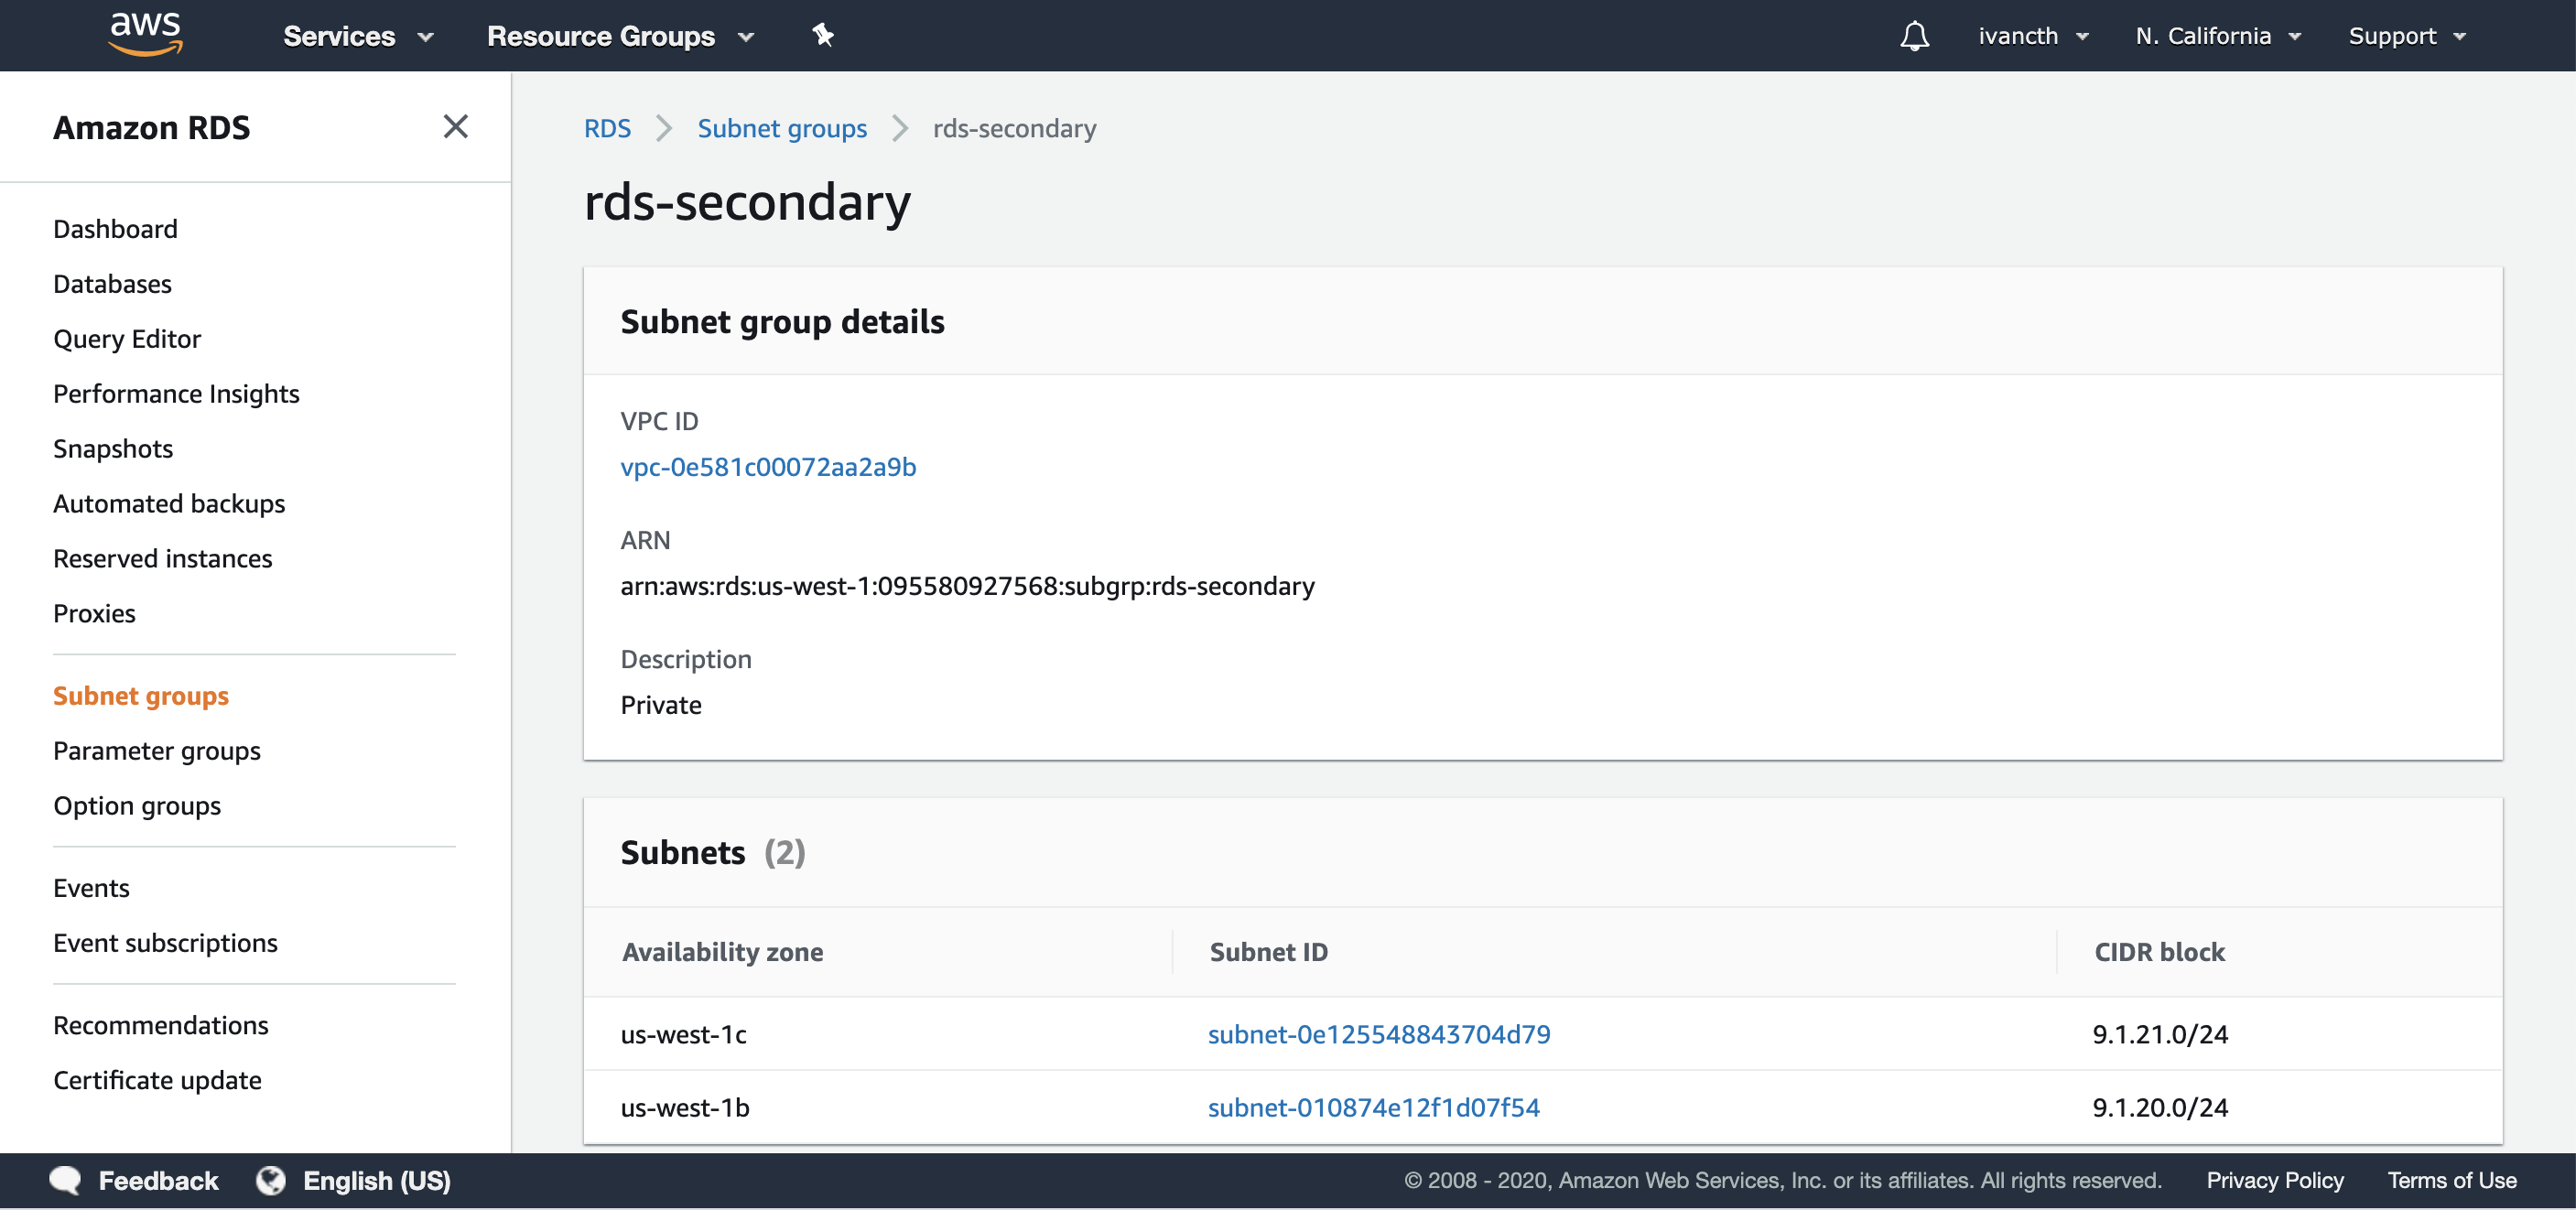 aws Services Resource Groups ivancth N. California Support
Amazon RDS
Dashboard
Databases
Query Editor
Performance Insights
Snapshots
Automated backups
Reserved instances
Proxies
Subnet groups
Parameter groups
Option groups
Events
Event subscriptions
Recommendations
Certificate update
RDS Subnet groups rds-secondary
rds-secondary
Subnet group details
VPC ID
vpc-0e581c00072aa2a9b
ARN
arn:aws:rds:us-west-1:095580927568:subgrp:rds-secondary
Description
Private
Subnets (2)
Availability zone Subnet ID CIDR block
us-west-1c subnet-0e125548843704d79 9.1.21.0/24
us-west-1b subnet-010874e12f1d07f54 9.1.20.0/24
Feedback English (US) © 2008 - 2020, Amazon Web Services, Inc. or its affiliates. All rights reserved. Privacy Policy Terms of Use